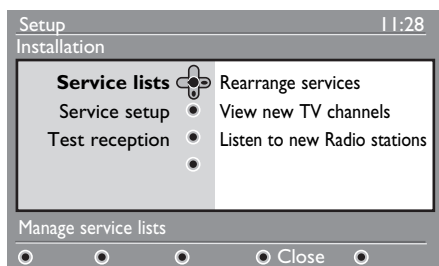 Setup 11:28
Installation
Service lists Rearrange services
Service setup View new TV channels
Test reception Listen to new Radio stations
Manage service lists
Close